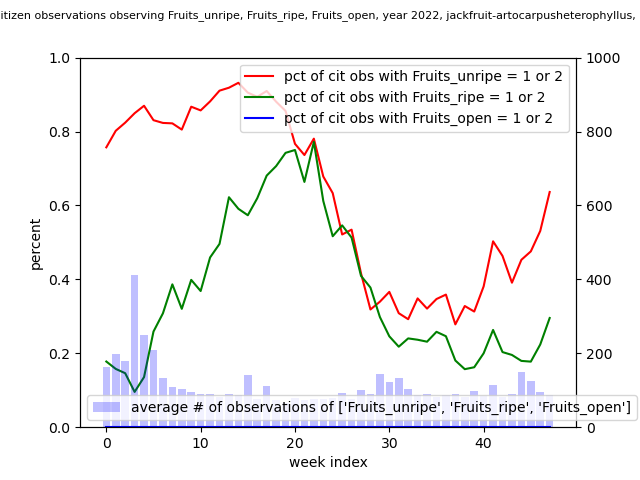 itizen observations observing Fruits_unripe, Fruits_ripe, Fruits_open, year 2022, jackfruit-artocarpusheterophyllus,
1.0
0.8
0.6
0.4
0.2
0.0
percent
pct of cit obs with Fruits_unripe = 1 or 2
pct of cit obs with Fruits_ripe = 1 or 2
pct of cit obs with Fruits_open = 1 or 2
1000
800
600
400
200
0
average # of observations of ['Fruits_unripe', 'Fruits_ripe', 'Fruits_open']
0 10 20 30 40
week index